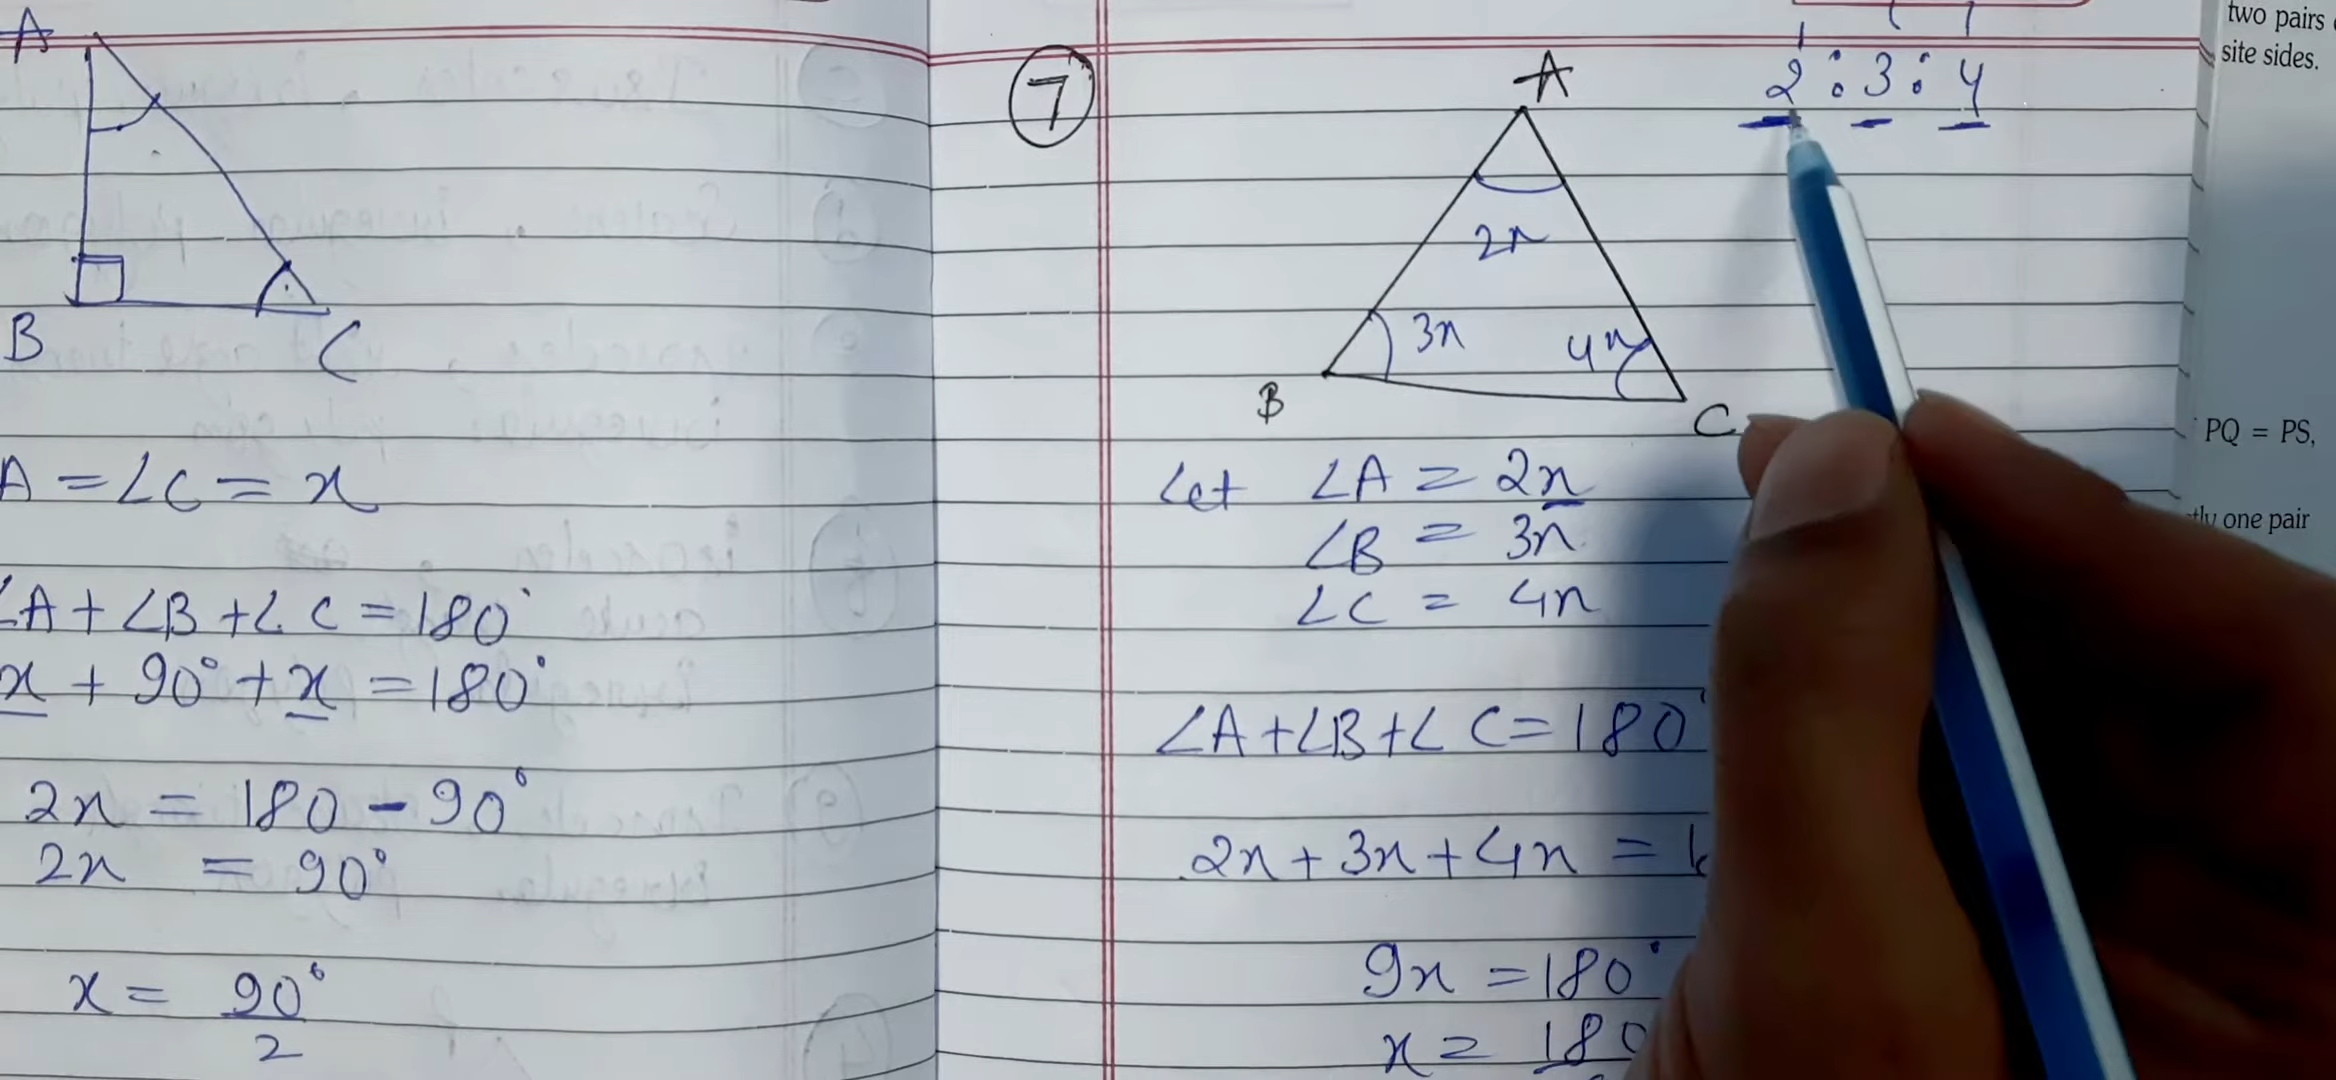 A
B
C
A = ∠C = x
∠A + ∠B + ∠C = 180°
x + 90° + x = 180°
2x = 180 - 90°
2x = 90°
x = 90°
2
7
A
2 : 3 : 4
2x
3x
4x
B
C
Let ∠A = 2x
∠B = 3x
∠C = 4x
∠A + ∠B + ∠C = 180°
2x + 3x + 4x =
9x = 180°
x = 180
two pairs
site sides.
PQ = PS,
one pair